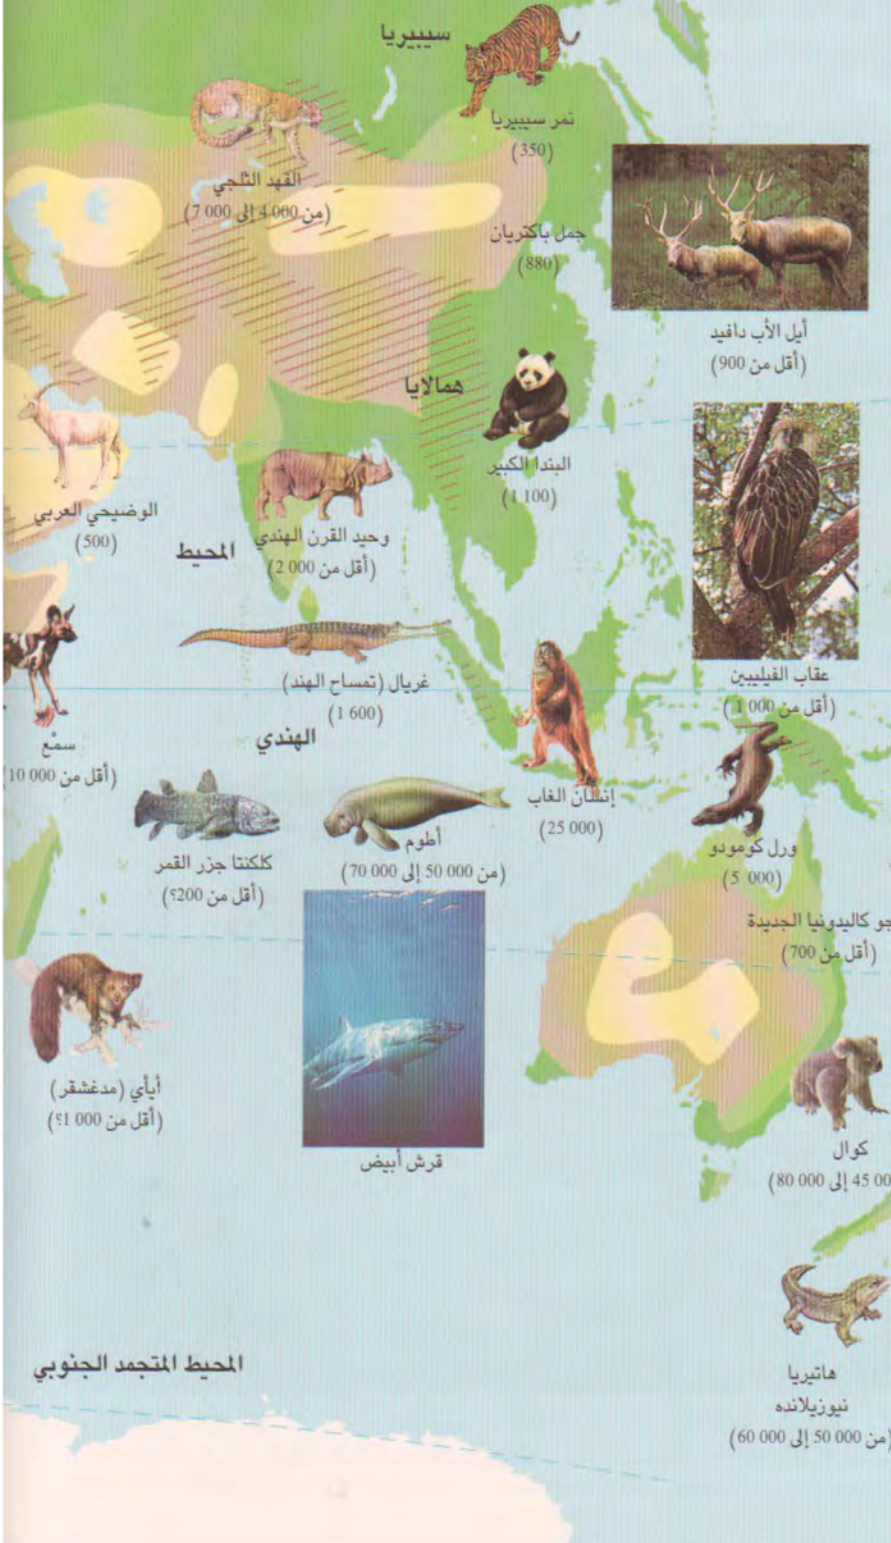 سيبيريا
نمر سيبيريا
(350)
الفهد الثلجي
(من 4 000 إلى 7 000)
جمل باكتريان
(880)
أيل الأب دافيد
(أقل من 900)
همالايا
البندا الكبير
(1 100)
الوضيحي العربي
(500)
وحيد القرن الهندي
(أقل من 2 000)
المحيط
غريال (تمساح الهند)
(1 600)
عقاب الفيليبين
(أقل من 1 000)
الهندي
سمْع
(أقل من 10 000)
كلكنتا جزر القمر
(أقل من 200؟)
أطوم
(من 50 000 إلى 70 000)
إنسان الغاب
(25 000)
ورل كومودو
(5 000)
جو كاليدونيا الجديدة
(أقل من 700)
أيأي (مدغشقر)
(أقل من 1 000؟)
قرش أبيض
كوال
45 00 إلى 80 000)
هاتيريا
نيوزيلانده
(من 50 000 إلى 60 000)
المحيط المتجمد الجنوبي